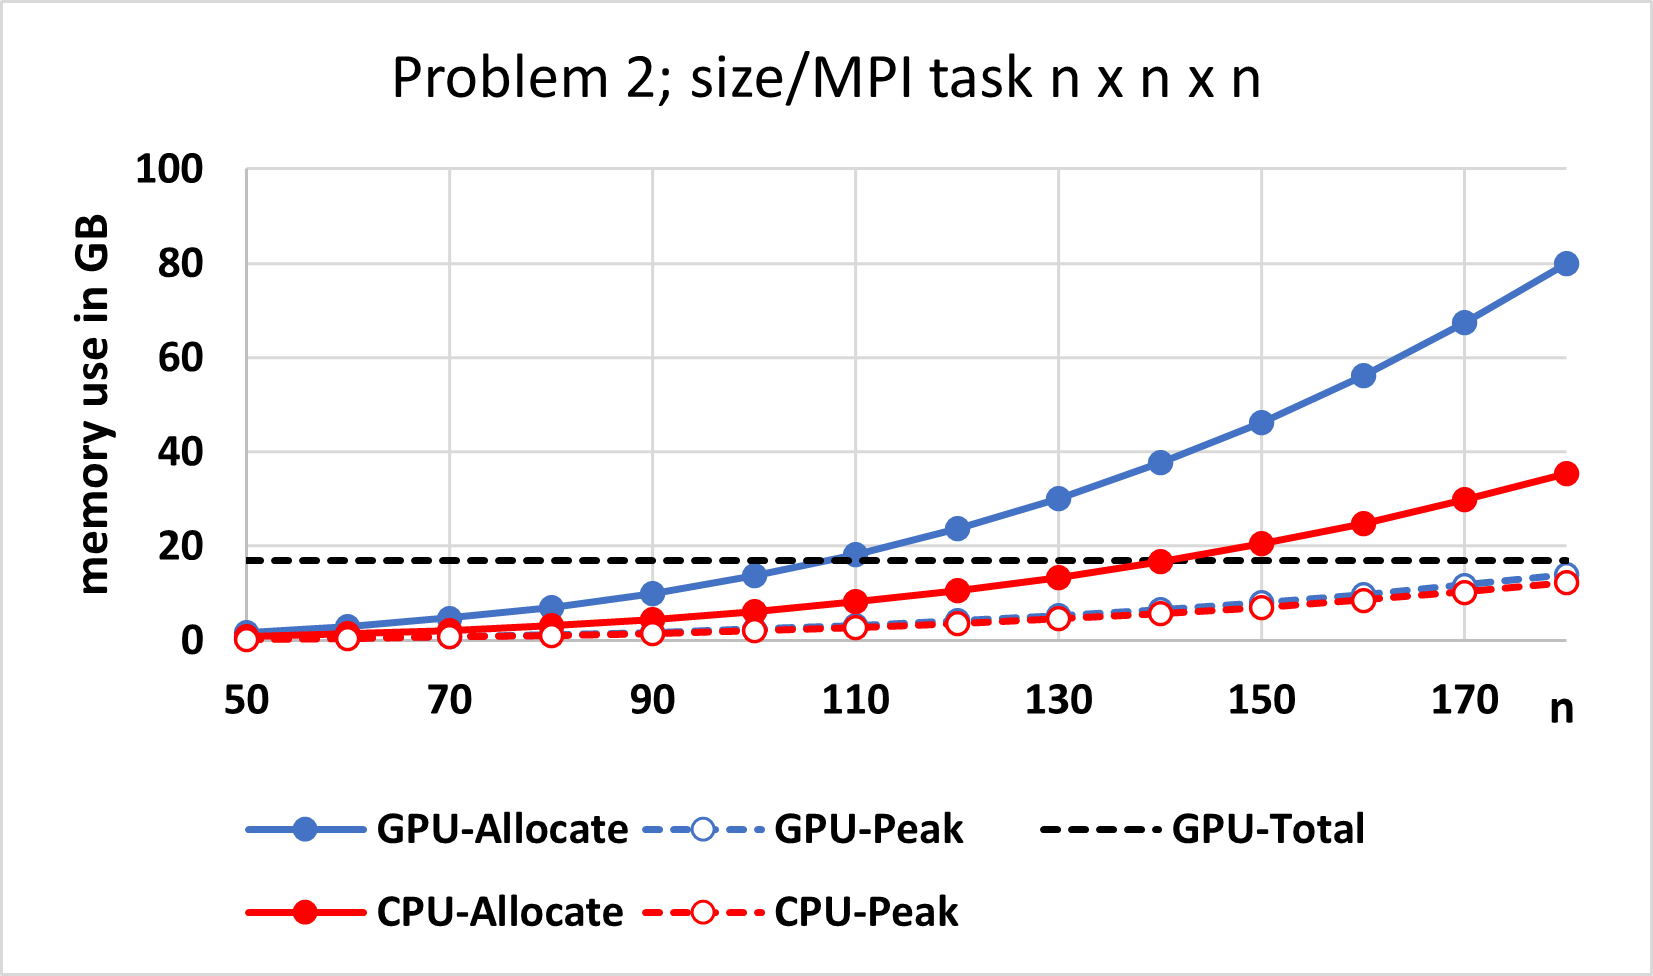 Problem 2; size/MPI task n x n x n
memory use in GB
100
80
60
40
20
0
50 70 90 110 130 150 170 n
GPU-Allocate GPU-Peak GPU-Total
CPU-Allocate CPU-Peak